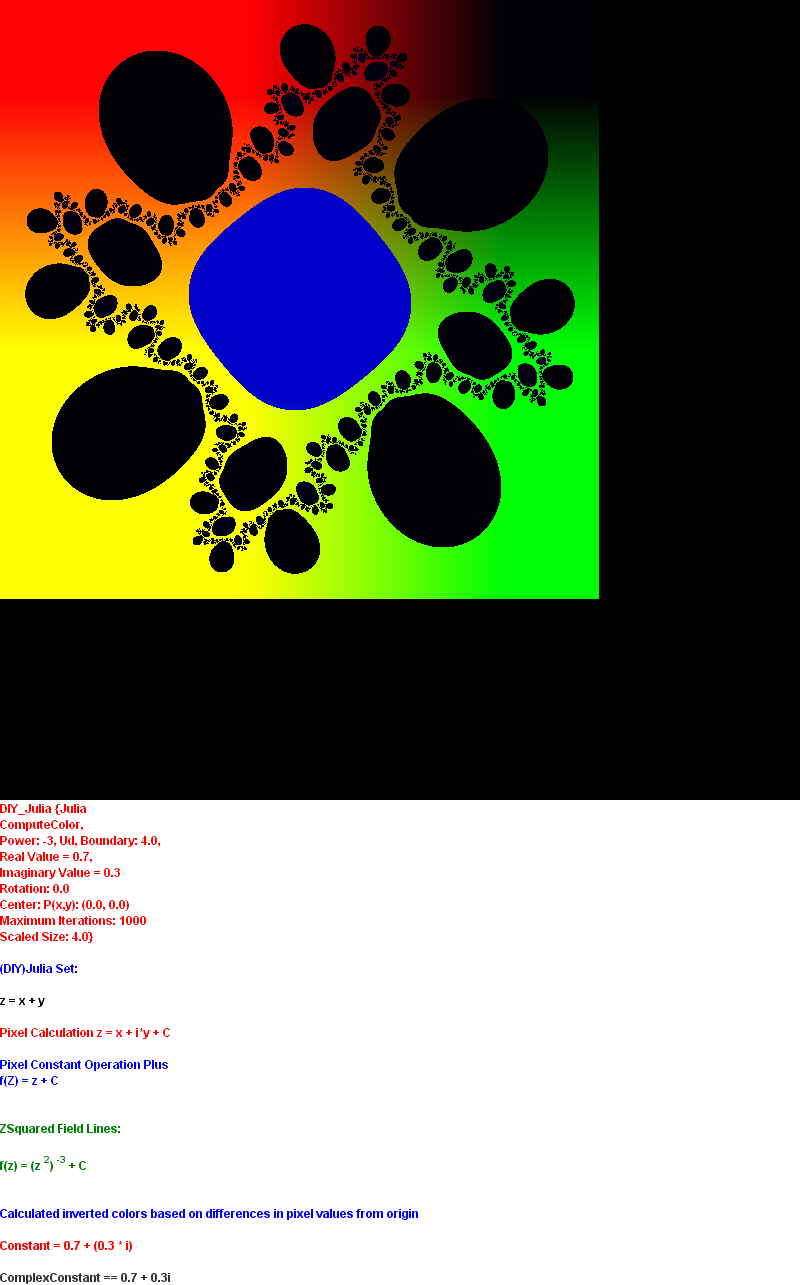 DIY_Julia {Julia
ComputeColor,
Power: -3, Ud, Boundary: 4.0,
Real Value = 0.7,
Imaginary Value = 0.3
Rotation: 0.0
Center: P(x,y): (0.0, 0.0)
Maximum Iterations: 1000
Scaled Size: 4.0}
(DIY)Julia Set:
z = x + y
Pixel Calculation z = x + i*y + C
Pixel Constant Operation Plus
f(Z) = z + C
ZSquared Field Lines:
f(z) = (z 2) -3 + C
Calculated inverted colors based on differences in pixel values from origin
Constant = 0.7 + (0.3 * i)
ComplexConstant == 0.7 + 0.3i